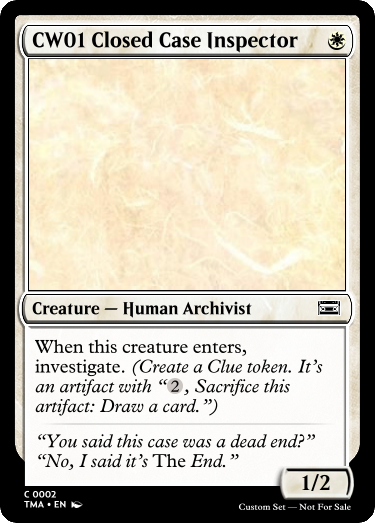 CW01 Closed Case Inspector
Creature — Human Archivist
When this creature enters,
investigate. (Create a Clue token. It's
an artifact with “2, Sacrifice this
artifact: Draw a card.”)
“You said this case was a dead end?”
“No, I said it's The End.”
1/2
C 0002
TMA • EN
Custom Set — Not For Sale